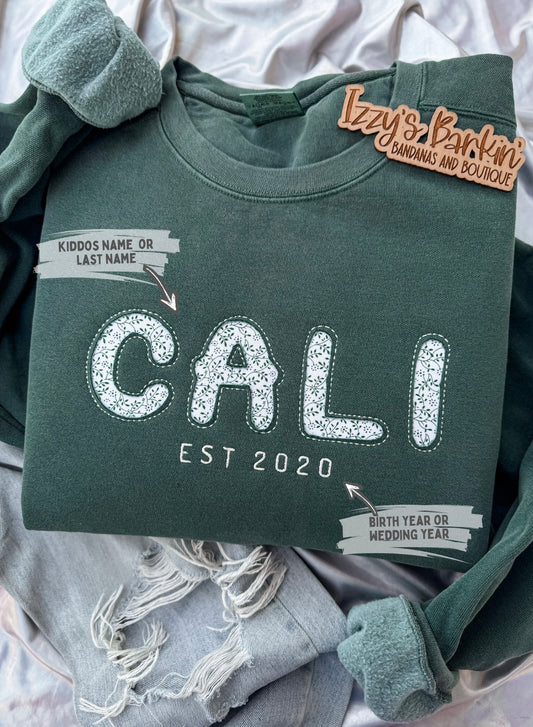 Izzy's Barkin'
BANDANAS AND BOUTIQUE
KIDDOS NAME OR
LAST NAME
CALI
EST 2020
BIRTH YEAR OR
WEDDING YEAR